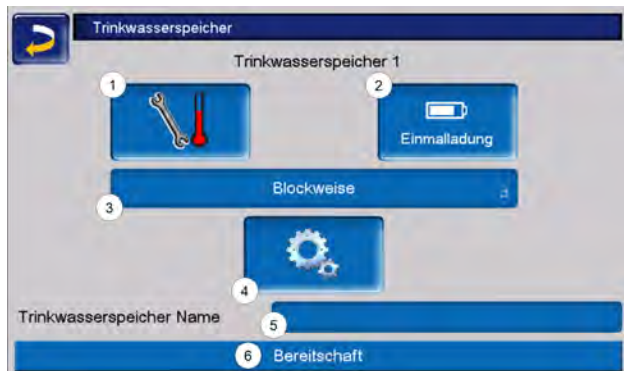 Trinkwasserspeicher
Trinkwasserspeicher 1
1
2
Einmalladung
Blockweise
3
4
Trinkwasserspeicher Name
5
6 Bereitschaft